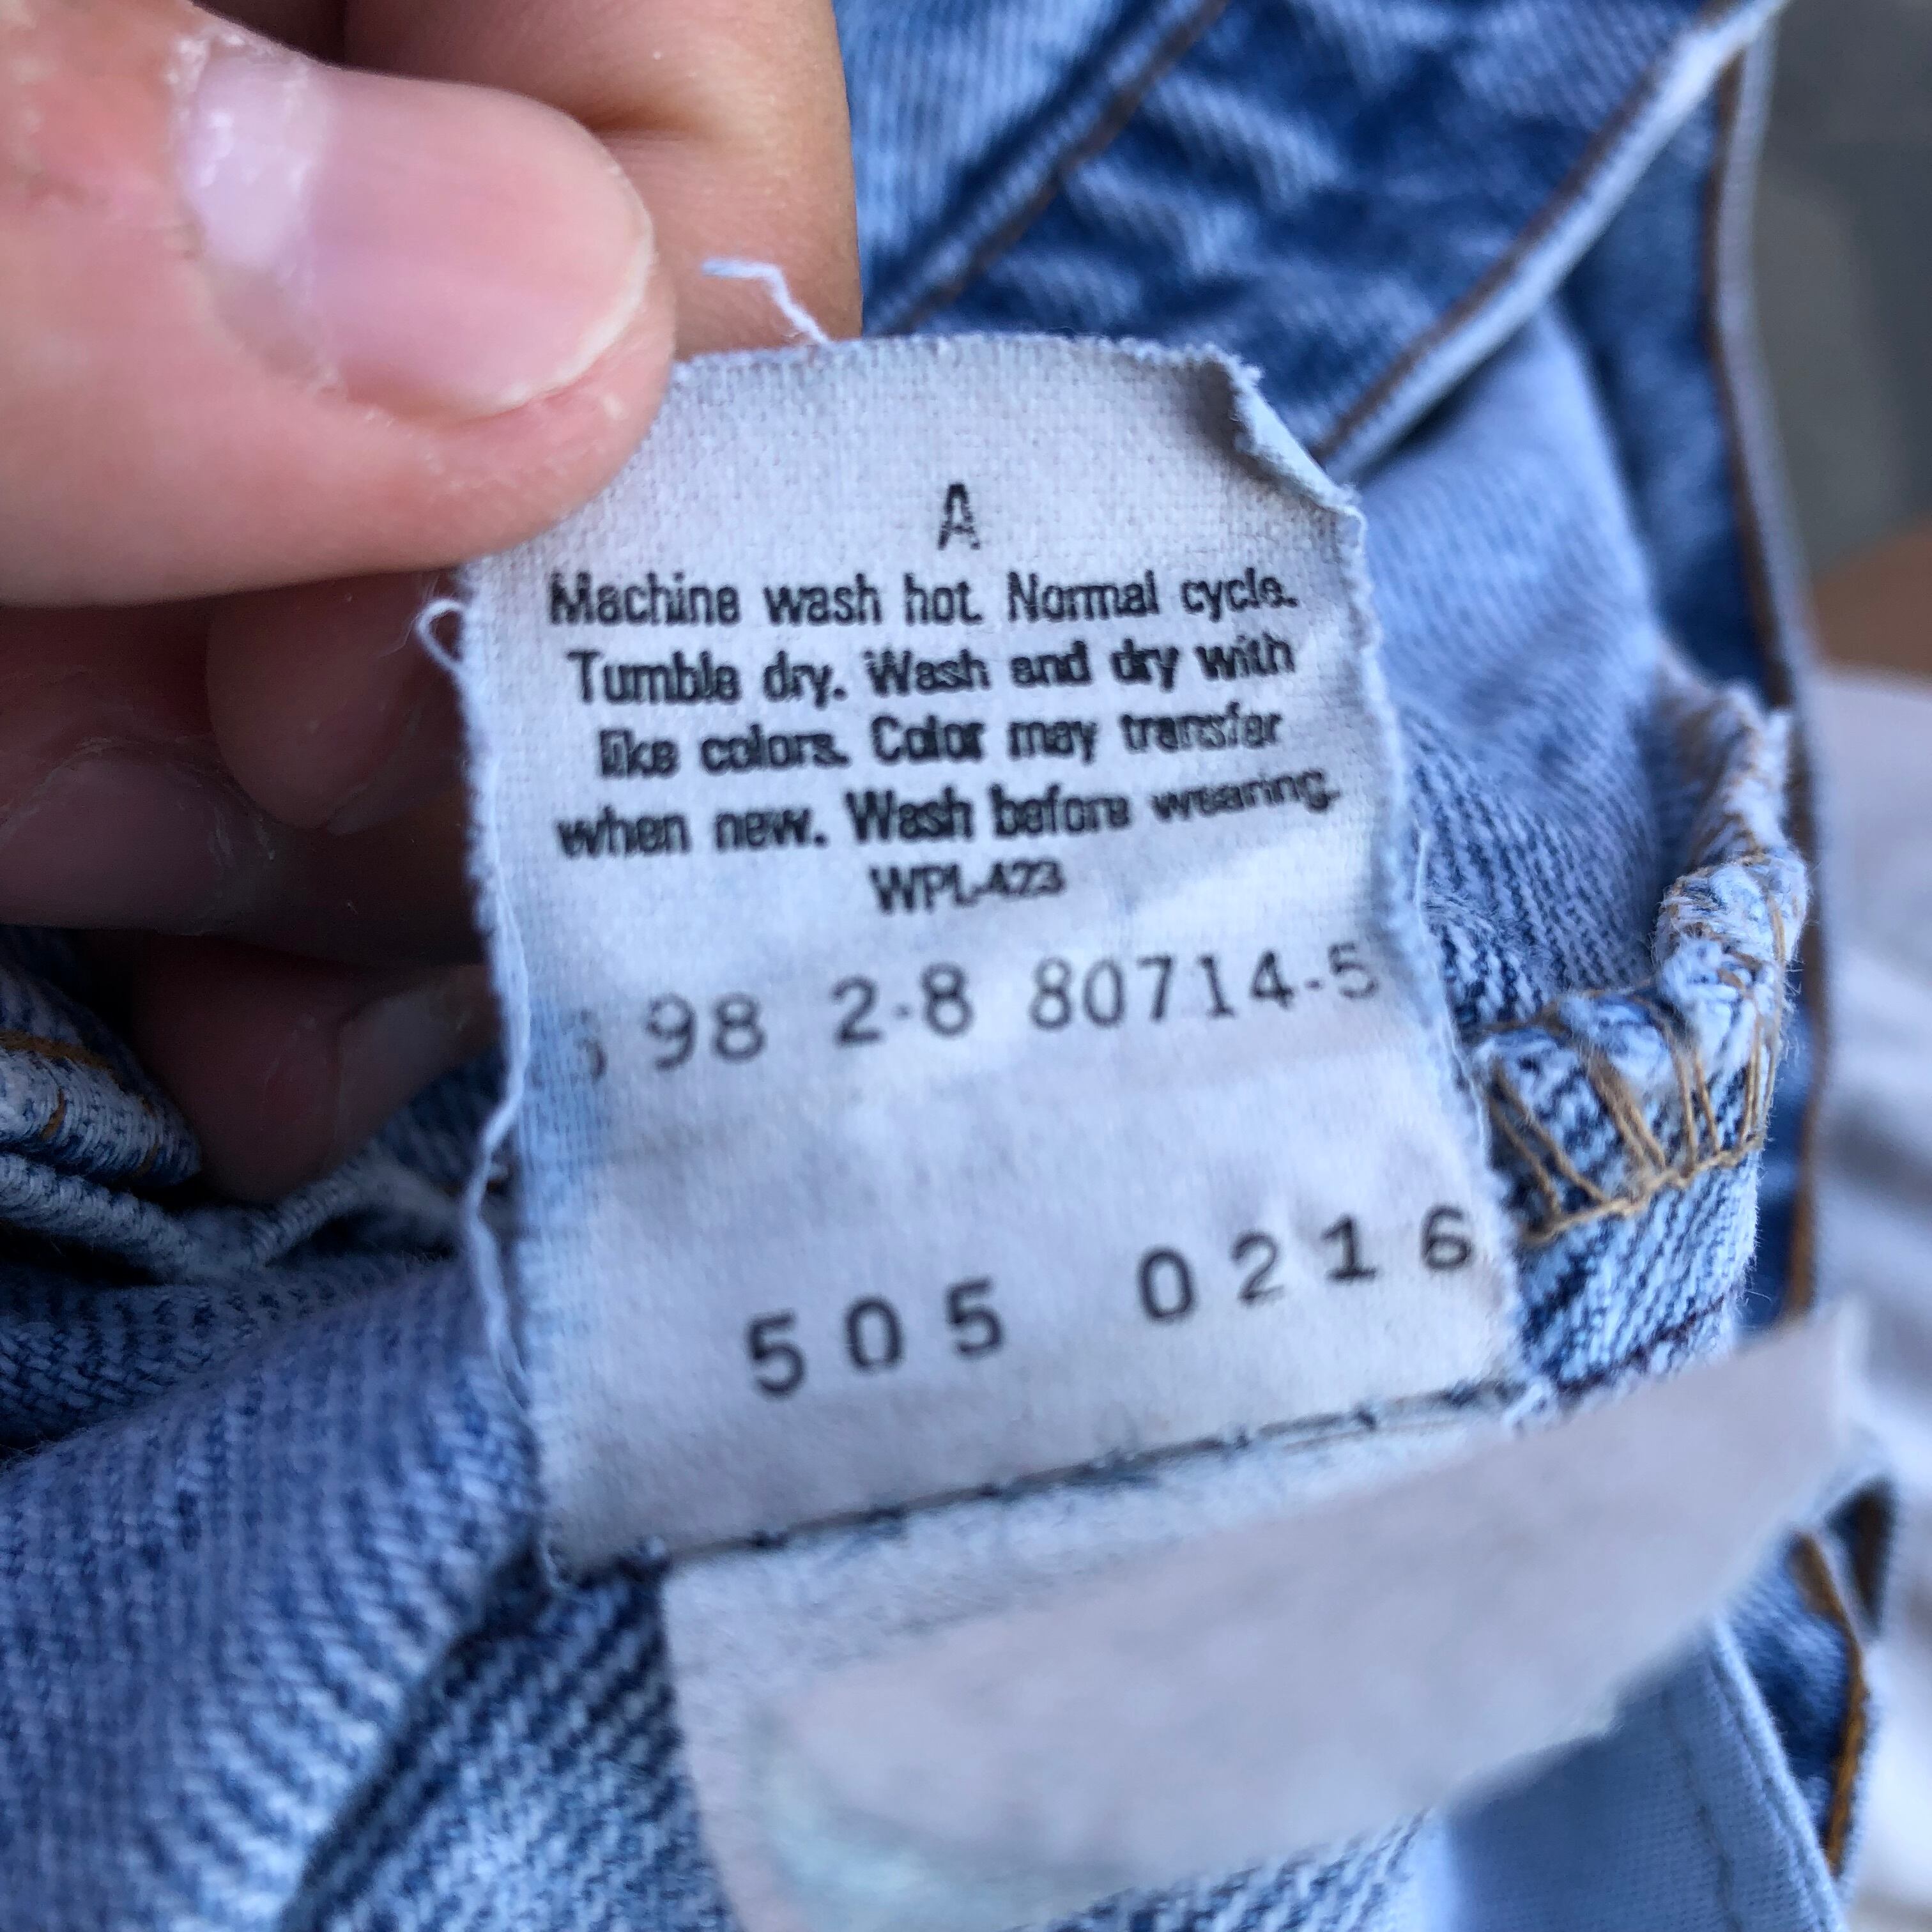 A
Machine wash hot. Normal cycle.
Tumble dry. Wash and dry with
like colors. Color may transfer
when new. Wash before wearing.
WPL-423
98 2-8 80714-5
505 0216